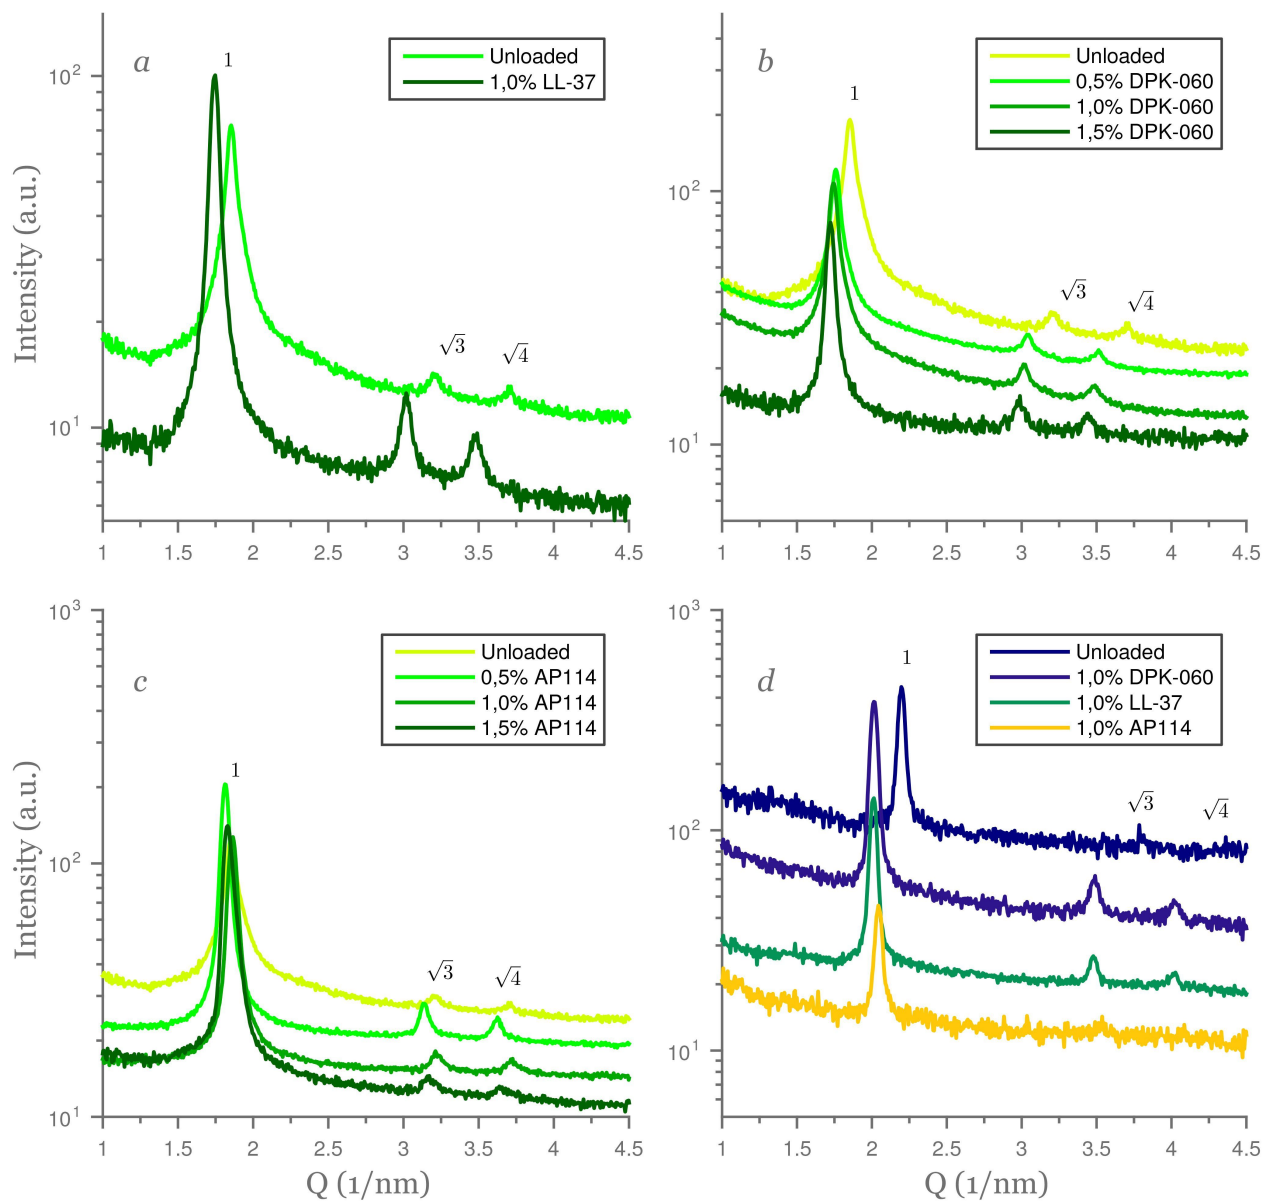 a
1
Unloaded
1,0% LL-37
10²
10¹
√3
√4
Intensity (a.u.)
1 1.5 2 2.5 3 3.5 4 4.5
b
1
Unloaded
0,5% DPK-060
1,0% DPK-060
1,5% DPK-060
10²
10¹
√3
√4
1 1.5 2 2.5 3 3.5 4 4.5
c
1
Unloaded
0,5% AP114
1,0% AP114
1,5% AP114
10³
10²
10¹
√3
√4
Intensity (a.u.)
1 1.5 2 2.5 3 3.5 4 4.5
Q (1/nm)
d
1
Unloaded
1,0% DPK-060
1,0% LL-37
1,0% AP114
10³
10²
10¹
√3
√4
1 1.5 2 2.5 3 3.5 4 4.5
Q (1/nm)